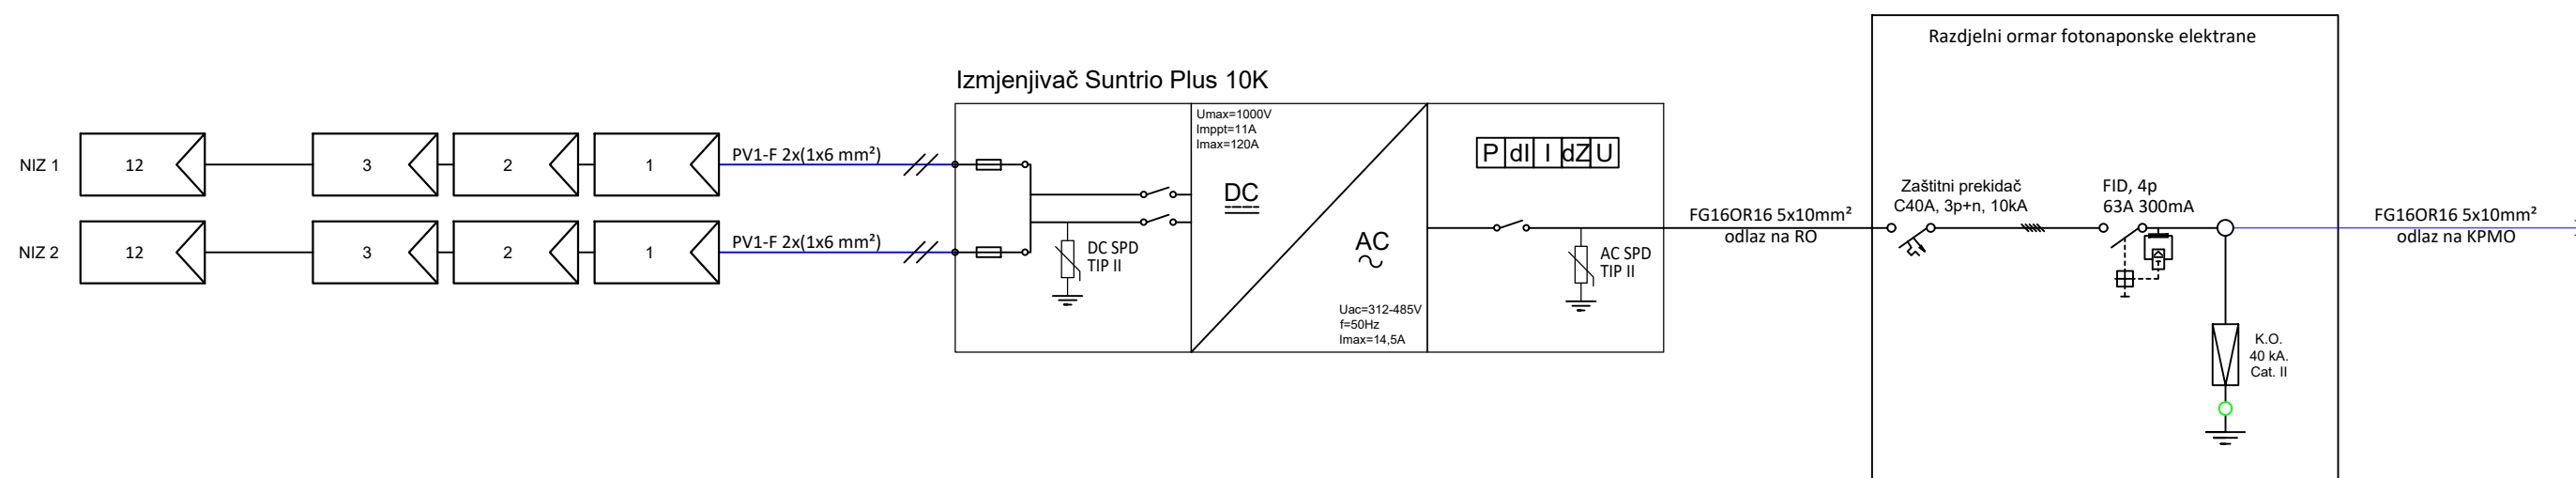 Razdjelni ormar fotonaponske elektrane
Izmjenjivač Suntrio Plus 10K
NIZ 1
12
3
2
1
PV1-F 2x(1x6 mm²)
NIZ 2
12
3
2
1
PV1-F 2x(1x6 mm²)
DC SPD
TIP II
Umax=1000V
Imppt=11A
Imax=120A
DC
AC
Uac=312-485V
f=50Hz
Imax=14,5A
P dI I dZ U
AC SPD
TIP II
FG16OR16 5x10mm²
odlaz na RO
Zaštitni prekidač
C40A, 3p+n, 10kA
FID, 4p
63A 300mA
K.O.
40 kA.
Cat. II
FG16OR16 5x10mm²
odlaz na KPMO